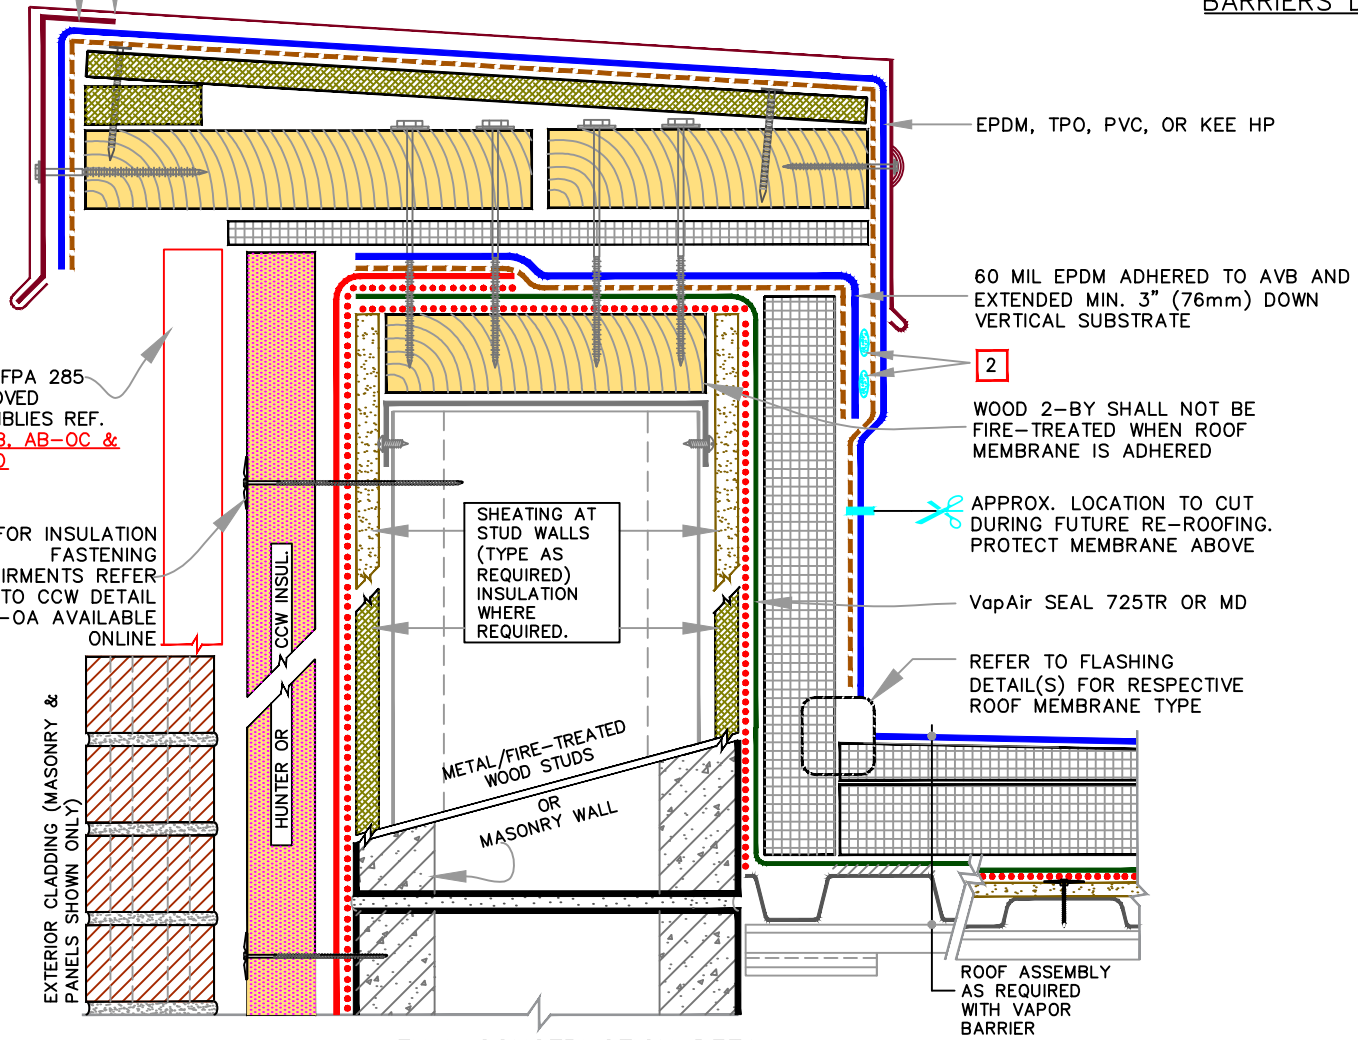 BARRIERS
EPDM, TPO, PVC, OR KEE HP
60 MIL EPDM ADHERED TO AVB AND
EXTENDED MIN. 3" (76mm) DOWN
VERTICAL SUBSTRATE
2
WOOD 2-BY SHALL NOT BE
FIRE-TREATED WHEN ROOF
MEMBRANE IS ADHERED
APPROX. LOCATION TO CUT
DURING FUTURE RE-ROOFING.
PROTECT MEMBRANE ABOVE
VapAir SEAL 725TR OR MD
REFER TO FLASHING
DETAIL(S) FOR RESPECTIVE
ROOF MEMBRANE TYPE
ROOF ASSEMBLY
AS REQUIRED
WITH VAPOR
BARRIER
FPA 285
OVED
BLIES REF.
B, AB-OC &
FOR INSULATION
FASTENING
IRMENTS REFER
TO CCW DETAIL
-OA AVAILABLE
ONLINE
SHEATING AT
STUD WALLS
(TYPE AS
REQUIRED)
INSULATION
WHERE
REQUIRED.
HUNTER OR CCW INSUL.
METAL/FIRE-TREATED
WOOD STUDS
OR
MASONRY WALL
EXTERIOR CLADDING (MASONRY &
PANELS SHOWN ONLY)